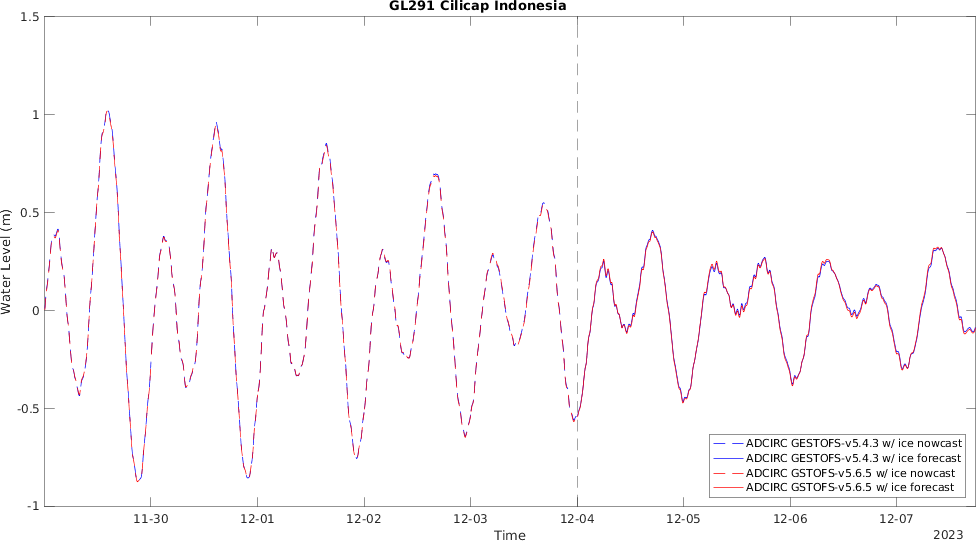 GL291 Cilicap Indonesia
1.5
1
0.5
0
-0.5
-1
Water Level (m)
ADCIRC GESTOFS-v5.4.3 w/ ice nowcast
ADCIRC GESTOFS-v5.4.3 w/ ice forecast
ADCIRC GSTOFS-v5.6.5 w/ ice nowcast
ADCIRC GSTOFS-v5.6.5 w/ ice forecast
11-30 12-01 12-02 12-03 12-04 12-05 12-06 12-07
Time
2023